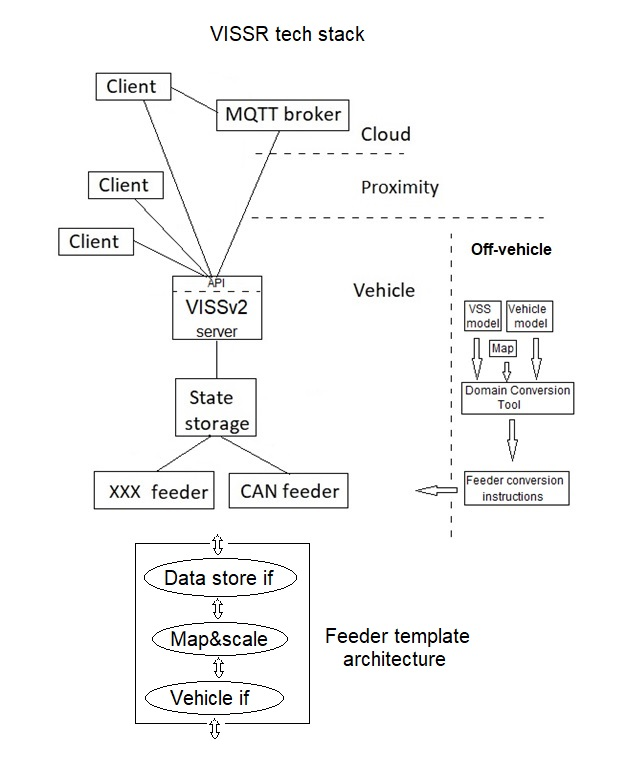 VISSR tech stack
Client
MQTT broker
Cloud
Client
Proximity
Client
Off-vehicle
API
VISSv2
server
Vehicle
VSS
model
Vehicle
model
Map
State
storage
Domain Conversion
Tool
XXX feeder
CAN feeder
Feeder conversion
instructions
Data store if
Map&scale
Vehicle if
Feeder template
architecture